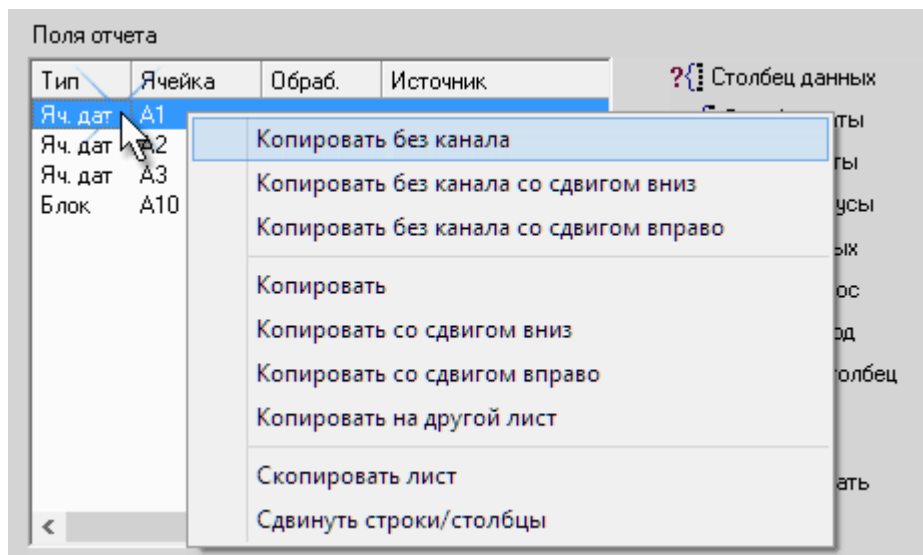 Поля отчета
Тип Ячейка Обраб. Источник
Яч. дат A1
Яч. дат A2
Яч. дат A3
Блок A10
Копировать без канала
Копировать без канала со сдвигом вниз
Копировать без канала со сдвигом вправо
Копировать
Копировать со сдвигом вниз
Копировать со сдвигом вправо
Копировать на другой лист
Скопировать лист
Сдвинуть строки/столбцы
?{ Столбец данных